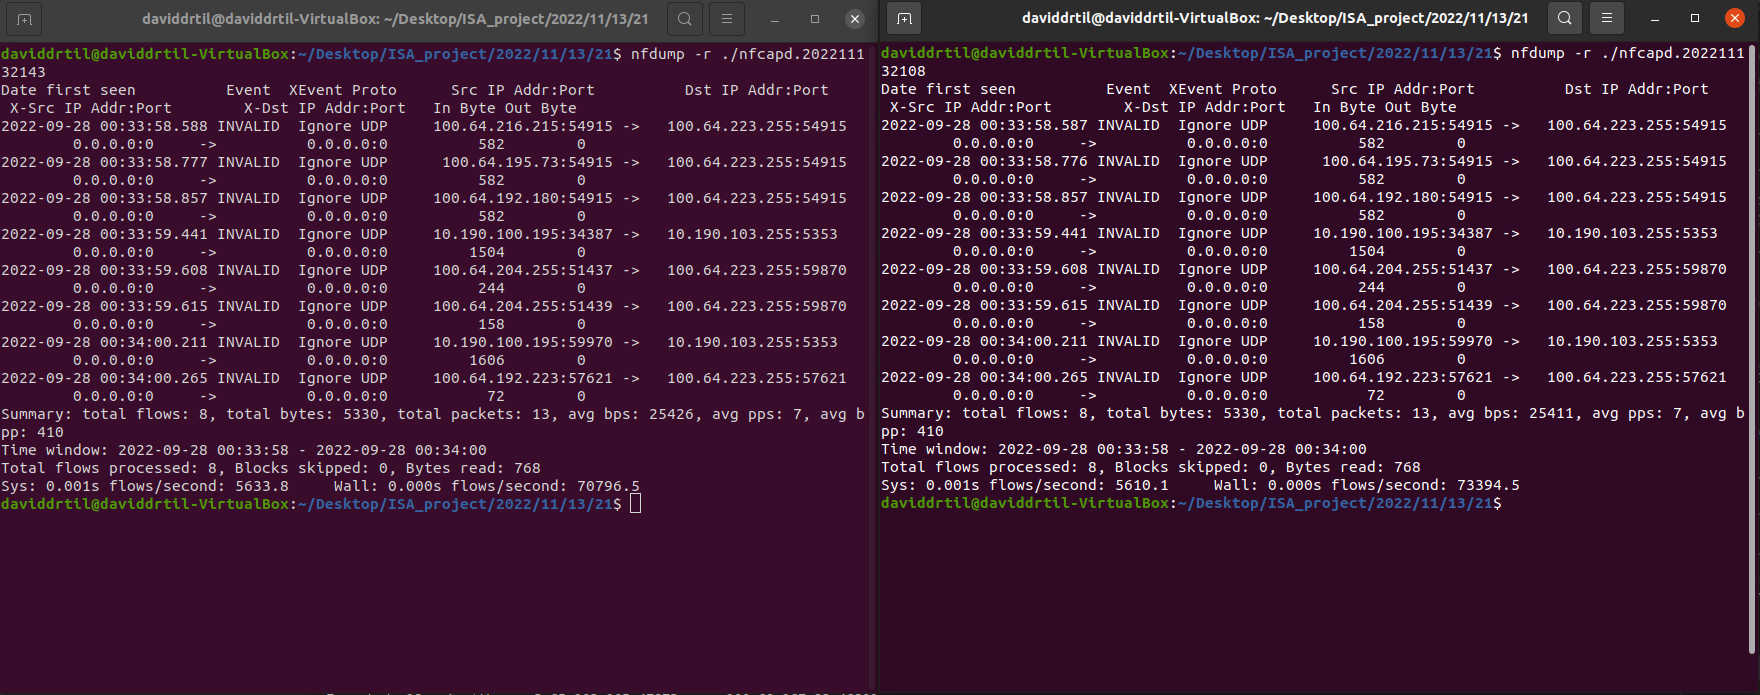 daviddrtil@daviddrtil-VirtualBox: ~/Desktop/ISA_project/2022/11/13/21
daviddrtil@daviddrtil-VirtualBox:~/Desktop/ISA_project/2022/11/13/21$ nfdump -r ./nfcapd.2022111
32143
Date first seen          Event  XEvent Proto      Src IP Addr:Port          Dst IP Addr:Port
X-Src IP Addr:Port        X-Dst IP Addr:Port   In Byte Out Byte
2022-09-28 00:33:58.588 INVALID  Ignore UDP     100.64.216.215:54915 ->   100.64.223.255:54915
0.0.0.0:0     ->          0.0.0.0:0          582        0
2022-09-28 00:33:58.777 INVALID  Ignore UDP      100.64.195.73:54915 ->   100.64.223.255:54915
0.0.0.0:0     ->          0.0.0.0:0          582        0
2022-09-28 00:33:58.857 INVALID  Ignore UDP     100.64.192.180:54915 ->   100.64.223.255:54915
0.0.0.0:0     ->          0.0.0.0:0          582        0
2022-09-28 00:33:59.441 INVALID  Ignore UDP     10.190.100.195:34387 ->   10.190.103.255:5353
0.0.0.0:0     ->          0.0.0.0:0         1504        0
2022-09-28 00:33:59.608 INVALID  Ignore UDP     100.64.204.255:51437 ->   100.64.223.255:59870
0.0.0.0:0     ->          0.0.0.0:0          244        0
2022-09-28 00:33:59.615 INVALID  Ignore UDP     100.64.204.255:51439 ->   100.64.223.255:59870
0.0.0.0:0     ->          0.0.0.0:0          158        0
2022-09-28 00:34:00.211 INVALID  Ignore UDP     10.190.100.195:59970 ->   10.190.103.255:5353
0.0.0.0:0     ->          0.0.0.0:0         1606        0
2022-09-28 00:34:00.265 INVALID  Ignore UDP     100.64.192.223:57621 ->   100.64.223.255:57621
0.0.0.0:0     ->          0.0.0.0:0           72        0
Summary: total flows: 8, total bytes: 5330, total packets: 13, avg bps: 25426, avg pps: 7, avg b
pp: 410
Time window: 2022-09-28 00:33:58 - 2022-09-28 00:34:00
Total flows processed: 8, Blocks skipped: 0, Bytes read: 768
Sys: 0.001s flows/second: 5633.8     Wall: 0.000s flows/second: 70796.5
daviddrtil@daviddrtil-VirtualBox:~/Desktop/ISA_project/2022/11/13/21$
daviddrtil@daviddrtil-VirtualBox: ~/Desktop/ISA_project/2022/11/13/21
daviddrtil@daviddrtil-VirtualBox:~/Desktop/ISA_project/2022/11/13/21$ nfdump -r ./nfcapd.2022111
32108
Date first seen          Event  XEvent Proto      Src IP Addr:Port          Dst IP Addr:Port
X-Src IP Addr:Port        X-Dst IP Addr:Port   In Byte Out Byte
2022-09-28 00:33:58.587 INVALID  Ignore UDP     100.64.216.215:54915 ->   100.64.223.255:54915
0.0.0.0:0     ->          0.0.0.0:0          582        0
2022-09-28 00:33:58.776 INVALID  Ignore UDP      100.64.195.73:54915 ->   100.64.223.255:54915
0.0.0.0:0     ->          0.0.0.0:0          582        0
2022-09-28 00:33:58.857 INVALID  Ignore UDP     100.64.192.180:54915 ->   100.64.223.255:54915
0.0.0.0:0     ->          0.0.0.0:0          582        0
2022-09-28 00:33:59.441 INVALID  Ignore UDP     10.190.100.195:34387 ->   10.190.103.255:5353
0.0.0.0:0     ->          0.0.0.0:0         1504        0
2022-09-28 00:33:59.608 INVALID  Ignore UDP     100.64.204.255:51437 ->   100.64.223.255:59870
0.0.0.0:0     ->          0.0.0.0:0          244        0
2022-09-28 00:33:59.615 INVALID  Ignore UDP     100.64.204.255:51439 ->   100.64.223.255:59870
0.0.0.0:0     ->          0.0.0.0:0          158        0
2022-09-28 00:34:00.211 INVALID  Ignore UDP     10.190.100.195:59970 ->   10.190.103.255:5353
0.0.0.0:0     ->          0.0.0.0:0         1606        0
2022-09-28 00:34:00.265 INVALID  Ignore UDP     100.64.192.223:57621 ->   100.64.223.255:57621
0.0.0.0:0     ->          0.0.0.0:0           72        0
Summary: total flows: 8, total bytes: 5330, total packets: 13, avg bps: 25411, avg pps: 7, avg b
pp: 410
Time window: 2022-09-28 00:33:58 - 2022-09-28 00:34:00
Total flows processed: 8, Blocks skipped: 0, Bytes read: 768
Sys: 0.001s flows/second: 5610.1     Wall: 0.000s flows/second: 73394.5
daviddrtil@daviddrtil-VirtualBox:~/Desktop/ISA_project/2022/11/13/21$